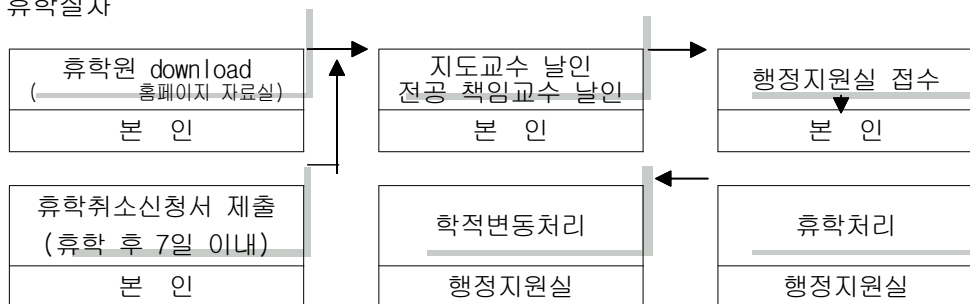 휴학절차
휴학원 download
( 홈페이지 자료실)
본 인
지도교수 날인
전공 책임교수 날인
본 인
행정지원실 접수
본 인
휴학취소신청서 제출
(휴학 후 7일 이내)
본 인
학적변동처리
행정지원실
휴학처리
행정지원실